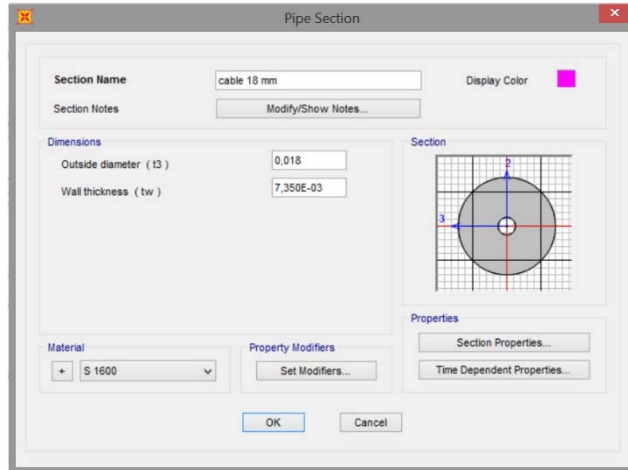 Pipe Section
Section Name
cable 18 mm
Display Color
Section Notes
Modify/Show Notes...
Dimensions
Outside diameter ( t3 )
0,018
Wall thickness ( tw )
7,350E-03
Section
2
3
Properties
Section Properties...
Time Dependent Properties...
Material
+ S 1600
Property Modifiers
Set Modifiers...
OK
Cancel